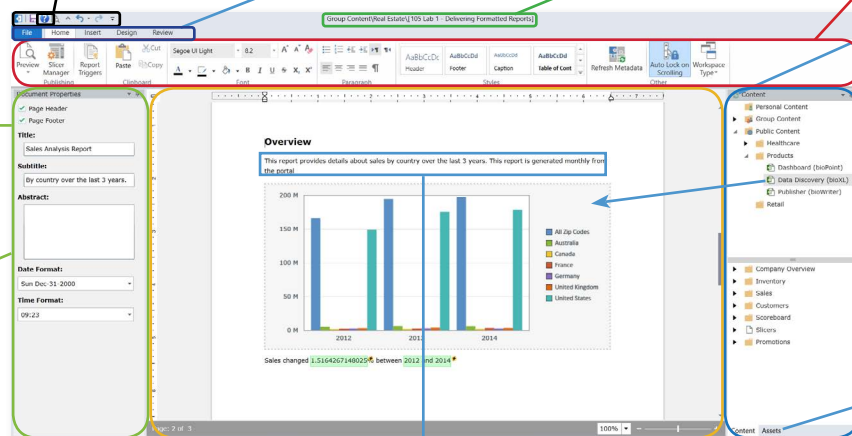 Group Content\Real Estate\[105 Lab 1 - Delivering Formatted Reports]
File Home Insert Design Review
Preview Slicer Manager Report Triggers
Publishing
Paste Cut Copy
Clipboard
Segoe UI Light 8.2
Font
Paragraph
AaBbCcDc Header AaBbCcDd Footer AaBbCcDd Caption AaBbCcDd Table of Cont
Styles
Refresh Metadata Auto Lock on Scrolling Workspace Type
Other
Document Properties
Page Header
Page Footer
Title:
Sales Analysis Report
Subtitle:
By country over the last 3 years.
Abstract:
Date Format:
Sun Dec-31-2000
Time Format:
09:23
Overview
This report provides details about sales by country over the last 3 years. This report is generated monthly from
the portal
200 M
150 M
100 M
50 M
0 M
2012 2013 2014
All Zip Codes
Australia
Canada
France
Germany
United Kingdom
United States
Sales changed 1.5164267148025% between 2012 and 2014
Page: 2 of 3
100%
Content
Personal Content
Group Content
Public Content
Healthcare
Products
Dashboard (bioPoint)
Data Discovery (bioXL)
Publisher (bioWriter)
Retail
Company Overview
Inventory
Sales
Customers
Scoreboard
Slicers
Promotions
Content Assets